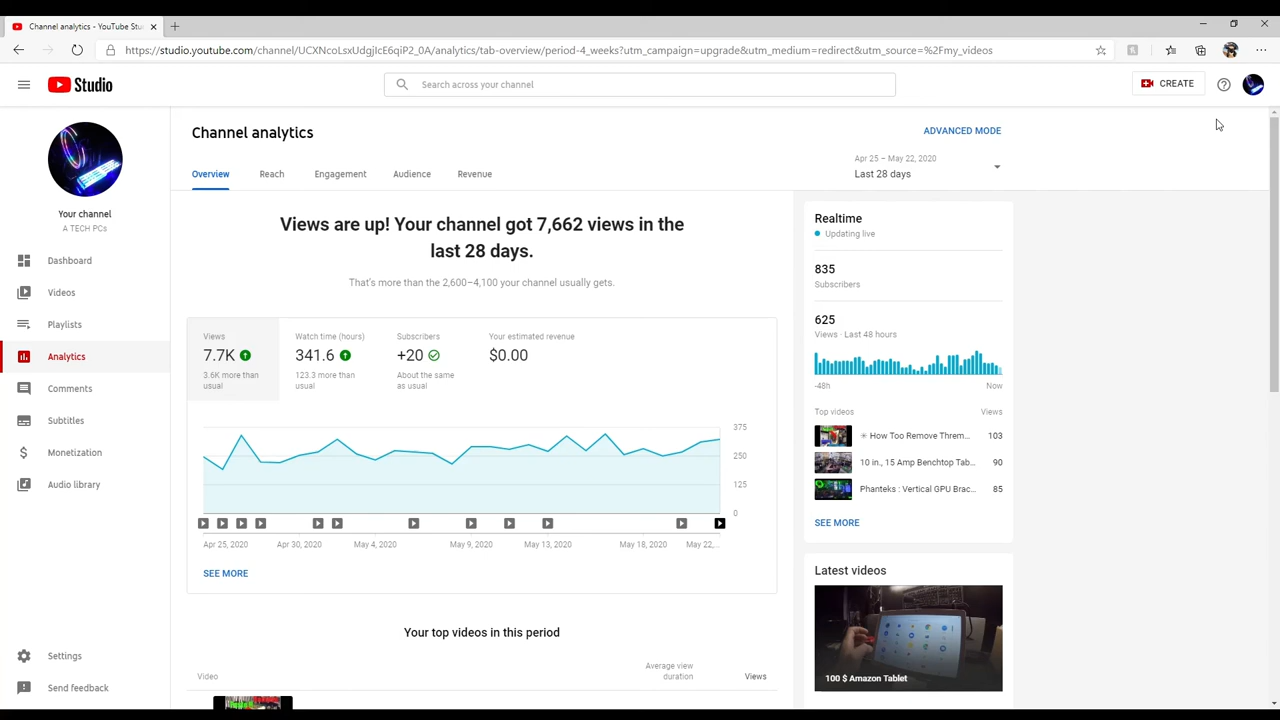 Channel analytics - YouTube Stu
https://studio.youtube.com/channel/UCXNcoLsxUdgjIcE6qiP2_0A/analytics/tab-overview/period-4_weeks?utm_campaign=upgrade&utm_medium=redirect&utm_source=%2Fmy_videos
Studio
Search across your channel
CREATE
Your channel
A TECH PCs
Dashboard
Videos
Playlists
Analytics
Comments
Subtitles
Monetization
Audio library
Settings
Send feedback
Channel analytics
ADVANCED MODE
Overview
Reach
Engagement
Audience
Revenue
Apr 25 – May 22, 2020
Last 28 days
Views are up! Your channel got 7,662 views in the
last 28 days.
That's more than the 2,600–4,100 your channel usually gets.
Views
7.7K
3.6K more than
usual
Watch time (hours)
341.6
123.3 more than
usual
Subscribers
+20
About the same
as usual
Your estimated revenue
$0.00
375
250
125
0
Apr 25, 2020
Apr 30, 2020
May 4, 2020
May 9, 2020
May 13, 2020
May 18, 2020
May 22,...
SEE MORE
Your top videos in this period
Video
Average view
duration
Views
Realtime
Updating live
835
Subscribers
625
Views · Last 48 hours
-48h
Now
Top videos
Views
✳ How Too Remove Threm... 103
10 in., 15 Amp Benchtop Tab... 90
Phanteks : Vertical GPU Brac... 85
SEE MORE
Latest videos
100 $ Amazon Tablet